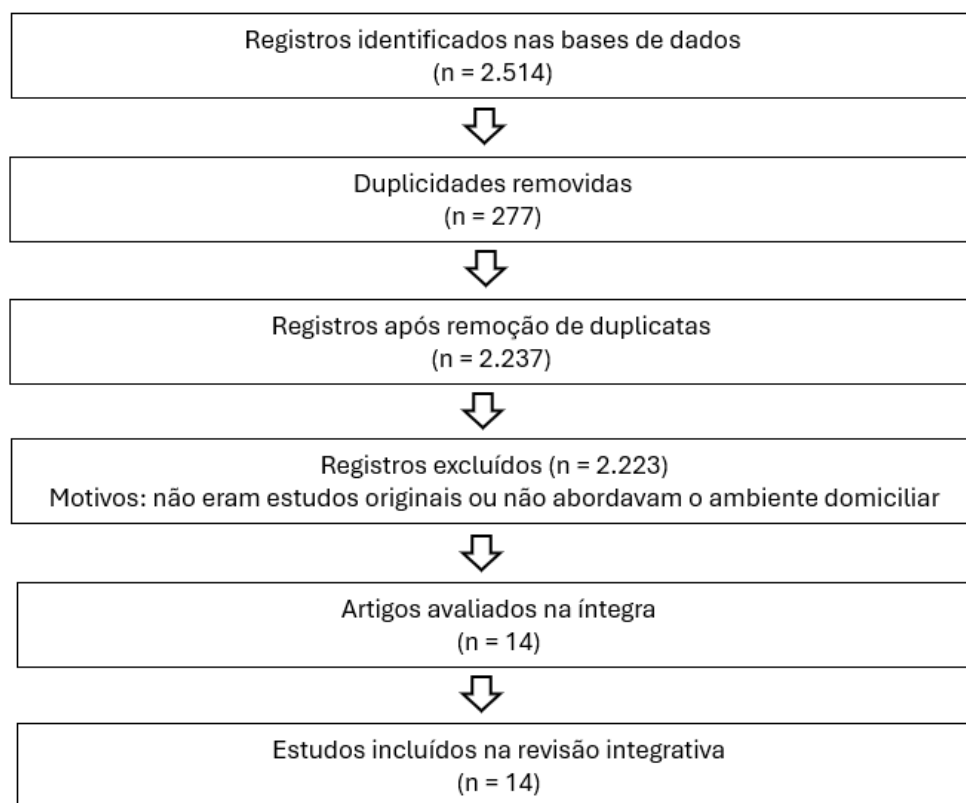 Registros identificados nas bases de dados
(n = 2.514)
Duplicidades removidas
(n = 277)
Registros após remoção de duplicatas
(n = 2.237)
Registros excluídos (n = 2.223)
Motivos: não eram estudos originais ou não abordavam o ambiente domiciliar
Artigos avaliados na íntegra
(n = 14)
Estudos incluídos na revisão integrativa
(n = 14)